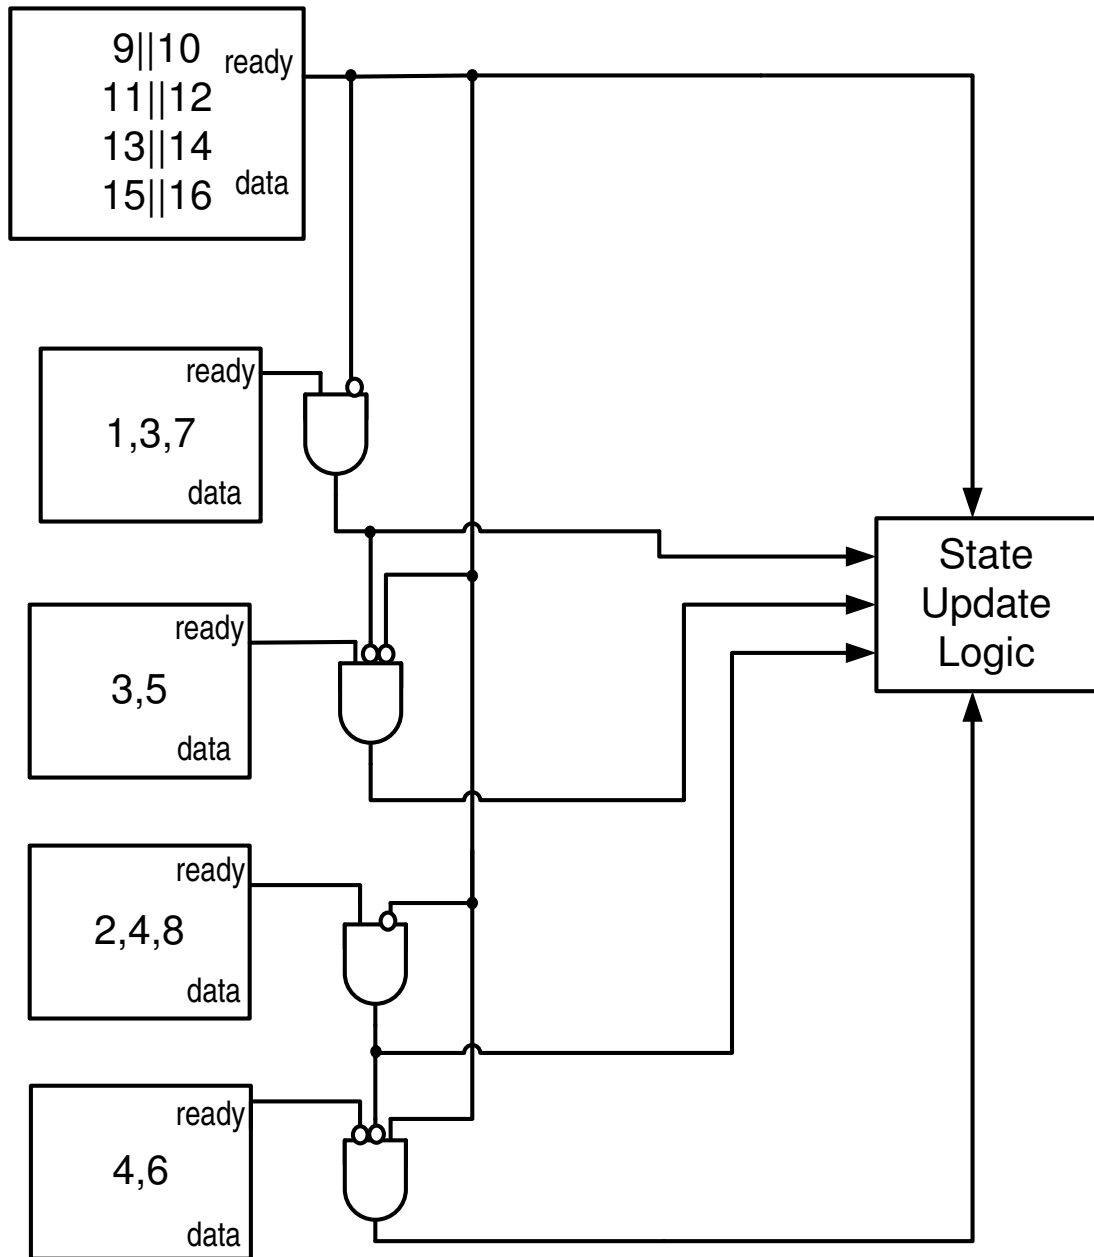 9||10
ready
11||12
13||14
data
15||16
ready
1,3,7
data
State
Update
Logic
ready
3,5
data
ready
2,4,8
data
ready
4,6
data